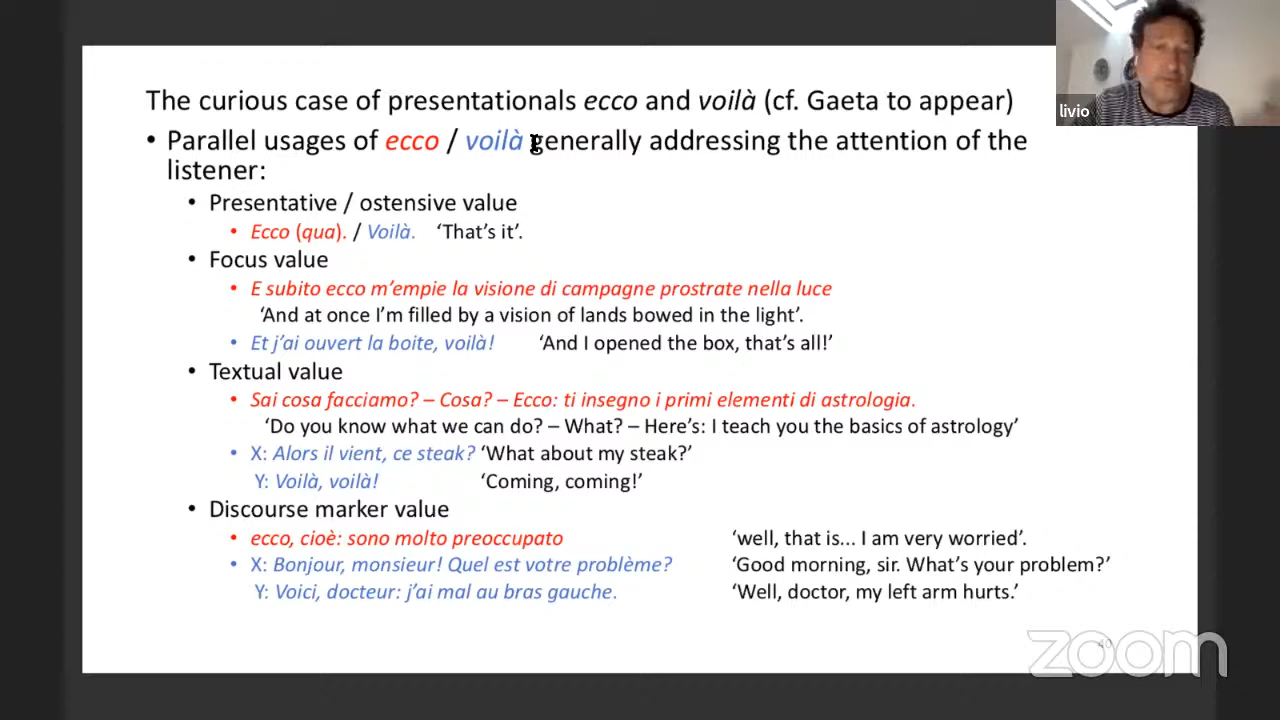 The curious case of presentationals ecco and voilà (cf. Gaeta to appear)
• Parallel usages of ecco / voilà generally addressing the attention of the
listener:
• Presentative / ostensive value
• Ecco (qua). / Voilà. ‘That’s it’.
• Focus value
• E subito ecco m’empie la visione di campagne prostrate nella luce
‘And at once I’m filled by a vision of lands bowed in the light’.
• Et j’ai ouvert la boite, voilà! ‘And I opened the box, that’s all!’
• Textual value
• Sai cosa facciamo? – Cosa? – Ecco: ti insegno i primi elementi di astrologia.
‘Do you know what we can do? – What? – Here’s: I teach you the basics of astrology’
• X: Alors il vient, ce steak? ‘What about my steak?’
Y: Voilà, voilà! ‘Coming, coming!’
• Discourse marker value
• ecco, cioè: sono molto preoccupato ‘well, that is... I am very worried’.
• X: Bonjour, monsieur! Quel est votre problème? ‘Good morning, sir. What’s your problem?’
Y: Voici, docteur: j’ai mal au bras gauche. ‘Well, doctor, my left arm hurts.’
livio
40
zoom